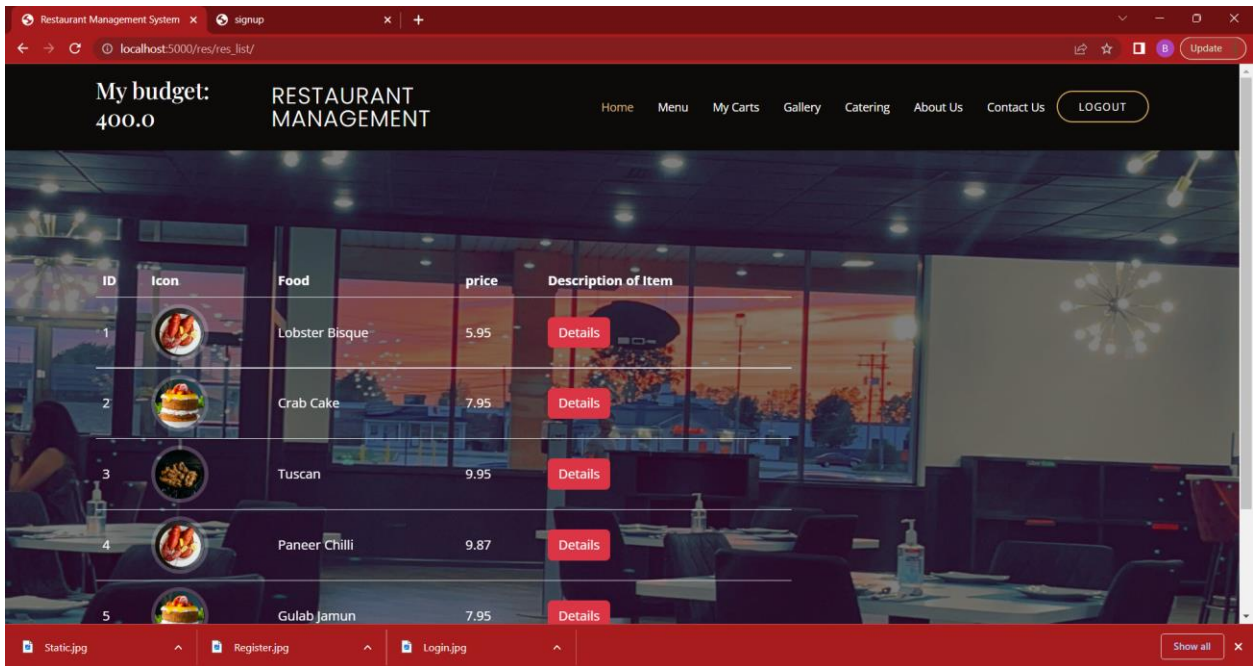 Restaurant Management System
signup
localhost:5000/res/res_list/
B
Update
My budget:
400.0
RESTAURANT
MANAGEMENT
Home Menu My Carts Gallery Catering About Us Contact Us LOGOUT
ID Icon Food price Description of Item
1 Lobster Bisque 5.95 Details
2 Crab Cake 7.95 Details
3 Tuscan 9.95 Details
4 Paneer Chilli 9.87 Details
5 Gulab Jamun 7.95 Details
Static.jpg Register.jpg Login.jpg Show all